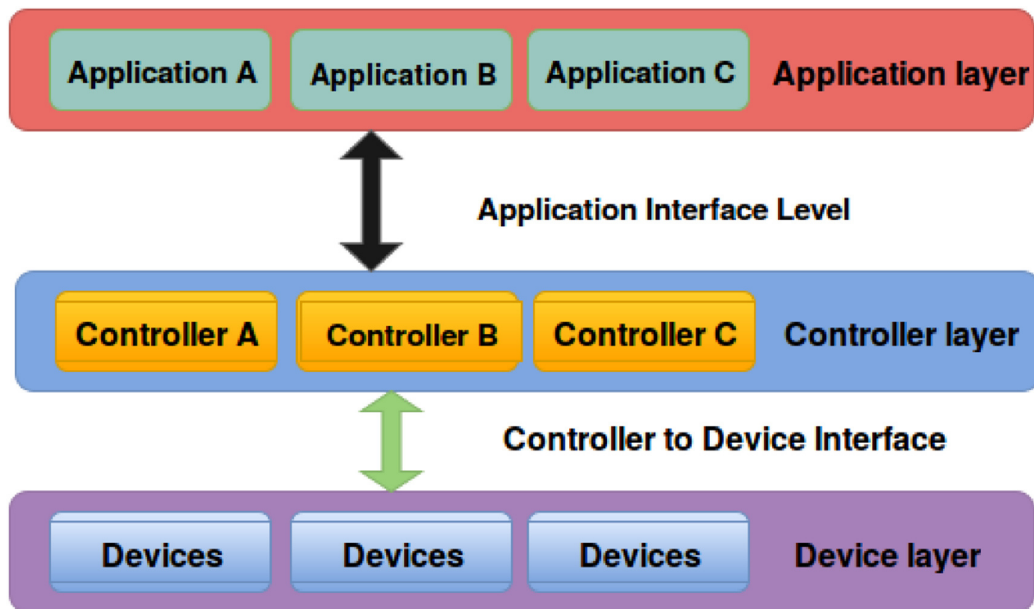 Application A
Application B
Application C
Application layer
Application Interface Level
Controller A
Controller B
Controller C
Controller layer
Controller to Device Interface
Devices
Devices
Devices
Device layer